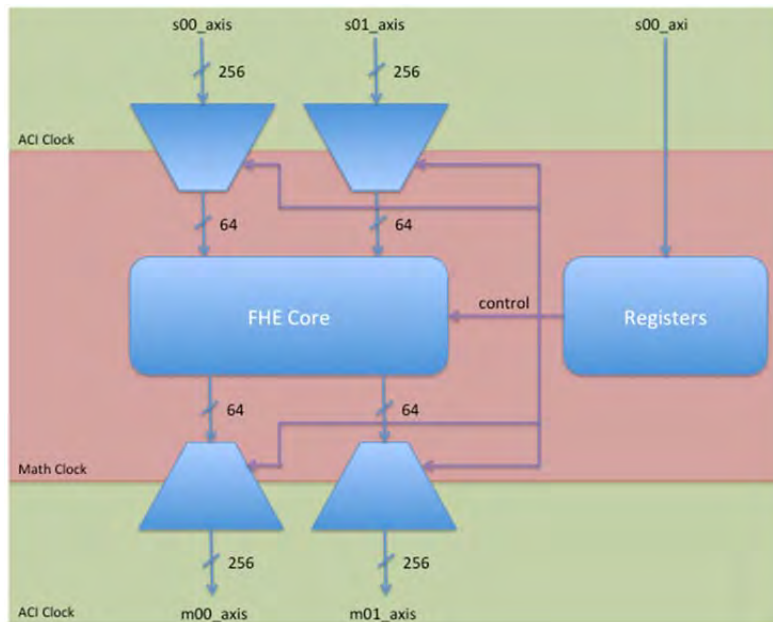 s00_axis s01_axis s00_axi
256 256
ACI Clock
64 64
control
FHE Core Registers
64 64
Math Clock
256 256
ACI Clock m00_axis m01_axis